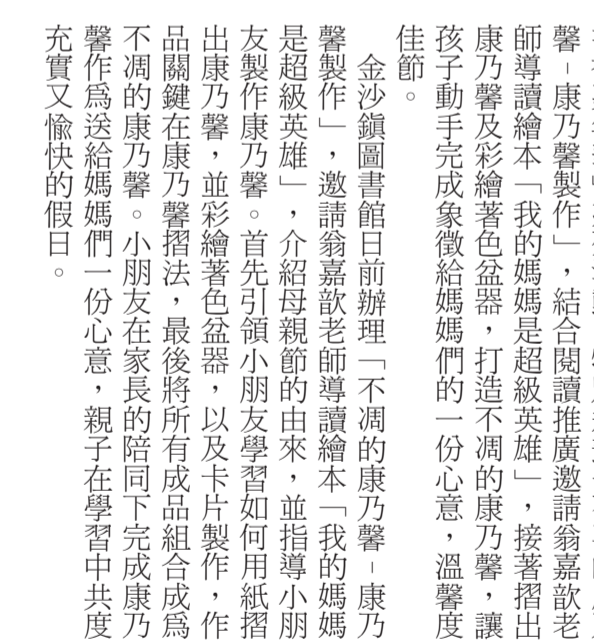 馨－康乃馨製作」，結合閱讀推廣邀請翁嘉歆老
師導讀繪本「我的媽媽是超級英雄」，接著摺出
康乃馨及彩繪著色盆器，打造不凋的康乃馨，讓
孩子動手完成象徵給媽媽們的一份心意，溫馨度
佳節。
金沙鎮圖書館日前辦理「不凋的康乃馨－康乃
馨製作」，邀請翁嘉歆老師導讀繪本「我的媽媽
是超級英雄」，介紹母親節的由來，並指導小朋
友製作康乃馨。首先引領小朋友學習如何用紙摺
出康乃馨，並彩繪著色盆器，以及卡片製作，作
品關鍵在康乃馨摺法，最後將所有成品組合成為
不凋的康乃馨。小朋友在家長的陪同下完成康乃
馨作為送給媽媽們一份心意，親子在學習中共度
充實又愉快的假日。